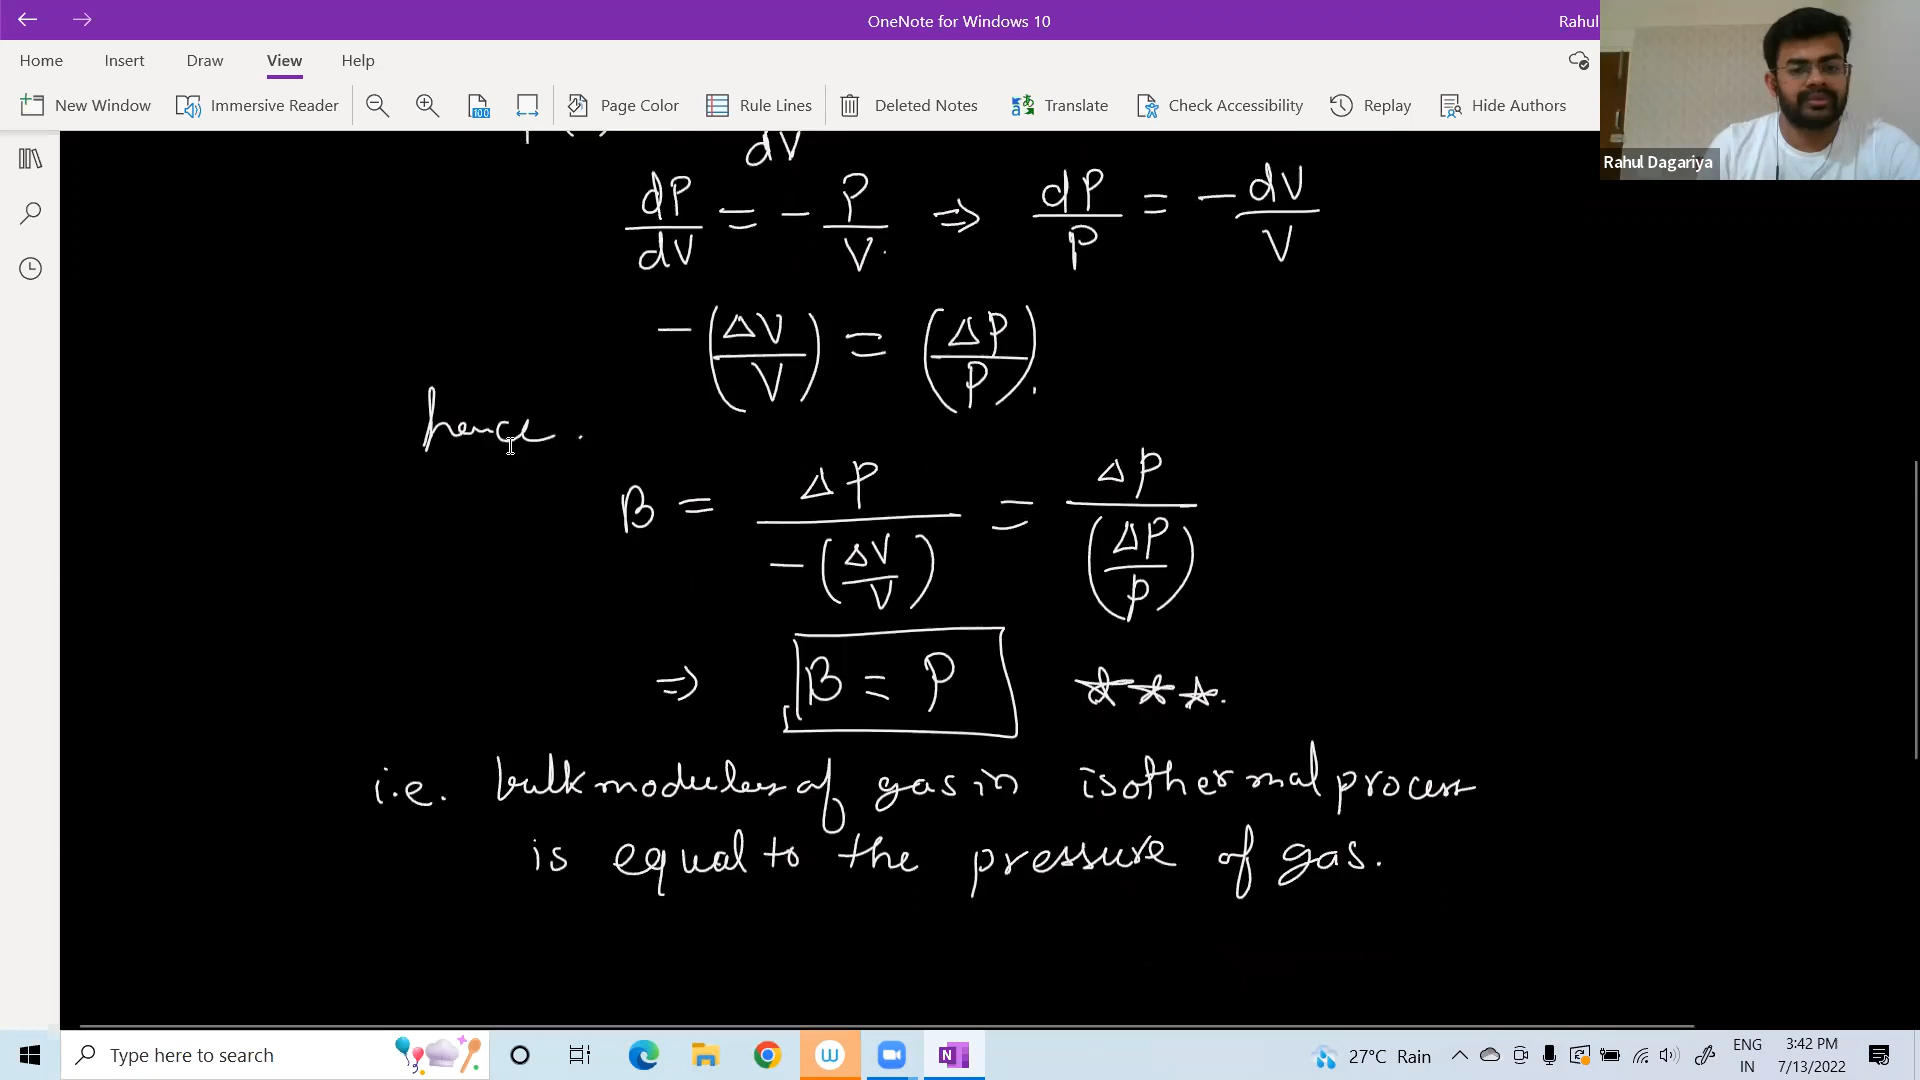 OneNote for Windows 10
Rahul
Home Insert Draw View Help
New Window Immersive Reader Page Color Rule Lines Deleted Notes Translate Check Accessibility Replay Hide Authors
Rahul Dagariya
dV
dP/dV = - P/V. ⇒ dP/P = - dV/V
-(ΔV/V) = (ΔP/P).
hence.
B = ΔP / -(ΔV/V) = ΔP / (ΔP/P)
⇒ B = P ☆☆☆.
i.e. bulk modulus of gas in isothermal process
is equal to the pressure of gas.
Type here to search
27°C Rain
ENG
IN
3:42 PM
7/13/2022